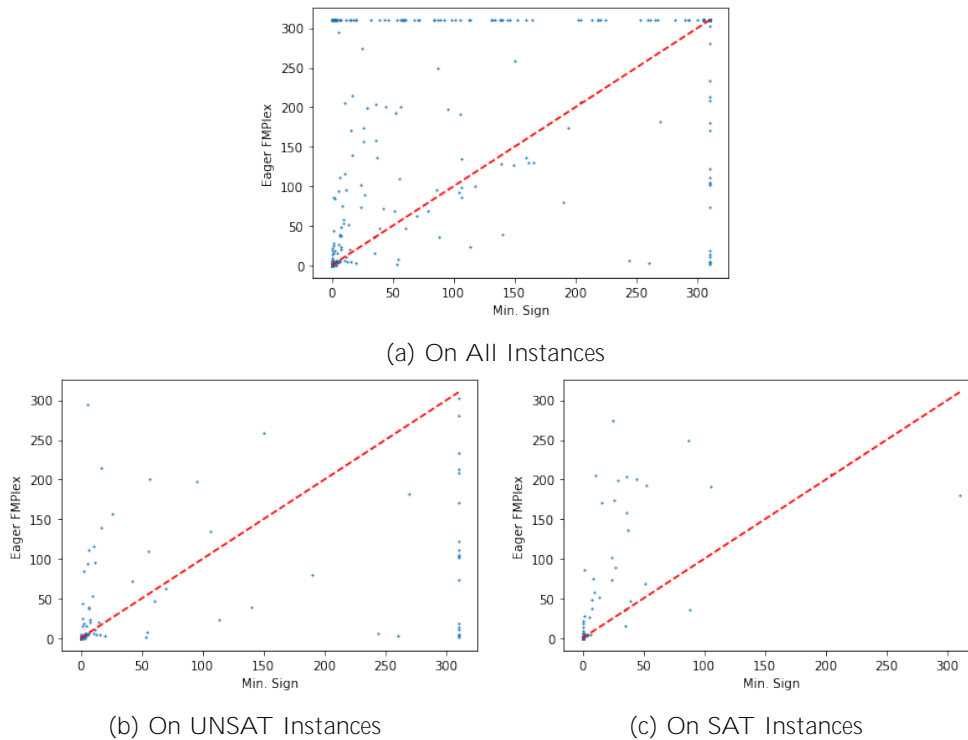 300
250
200
150
100
50
0
Eager FMPlex
0 50 100 150 200 250 300
Min. Sign
(a) On All Instances
300
250
200
150
100
50
0
Eager FMPlex
0 50 100 150 200 250 300
Min. Sign
(b) On UNSAT Instances
300
250
200
150
100
50
0
Eager FMPlex
0 50 100 150 200 250 300
Min. Sign
(c) On SAT Instances